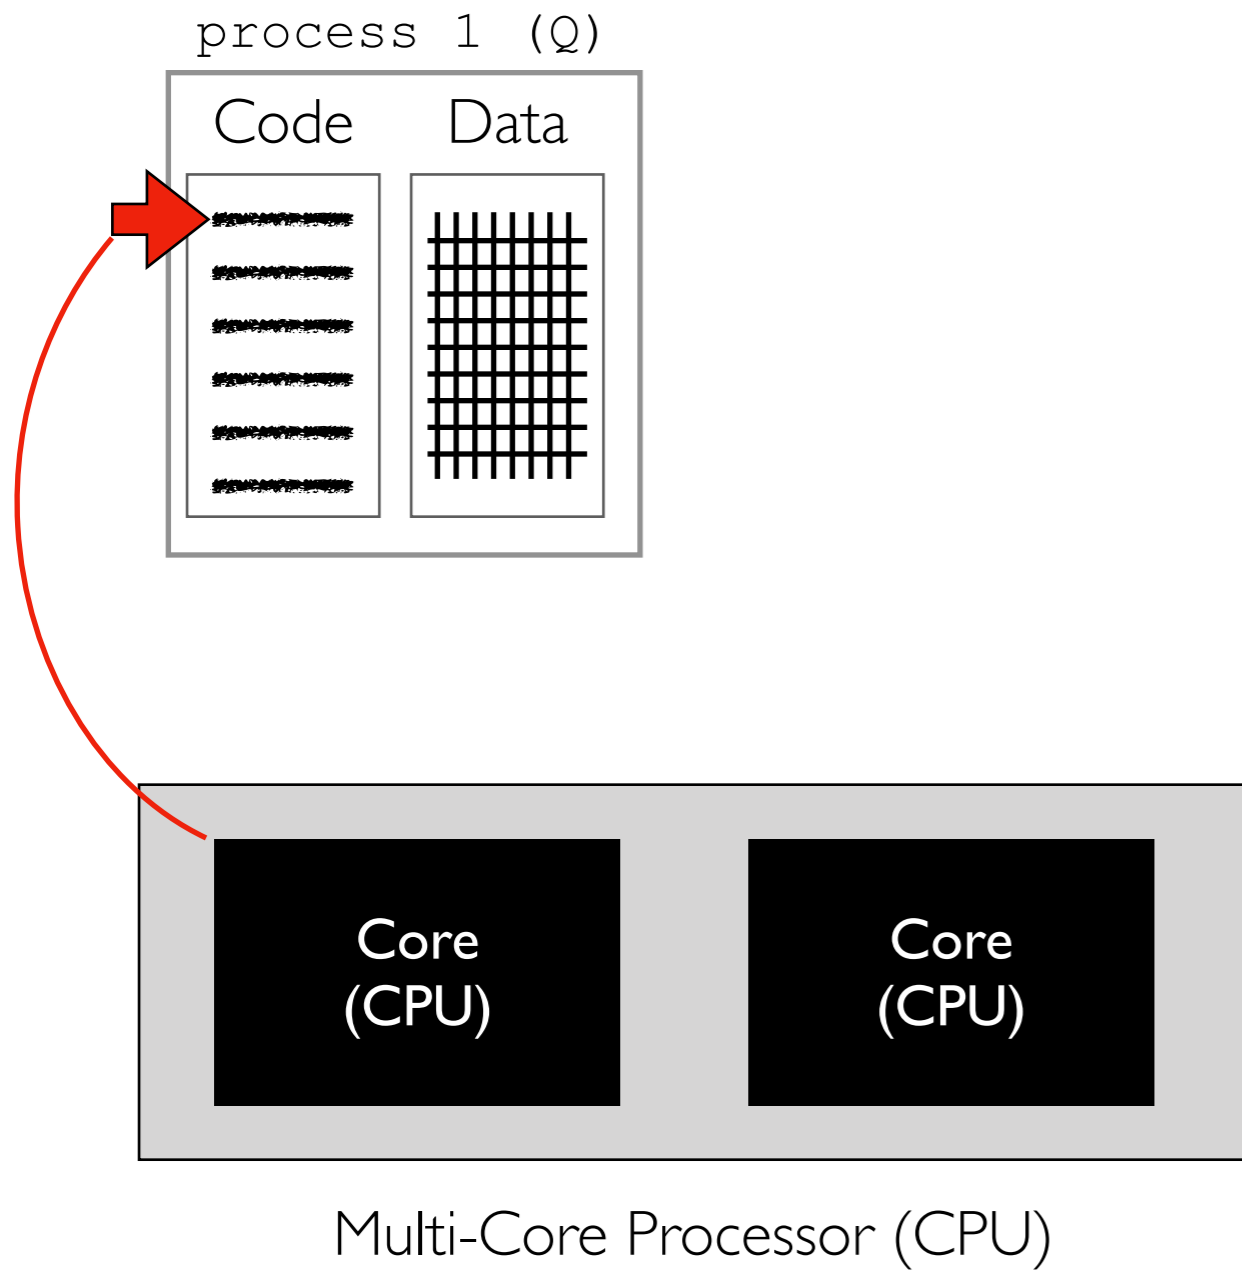 process 1 (Q)
Code
Data
Core
(CPU)
Core
(CPU)
Multi-Core Processor (CPU)